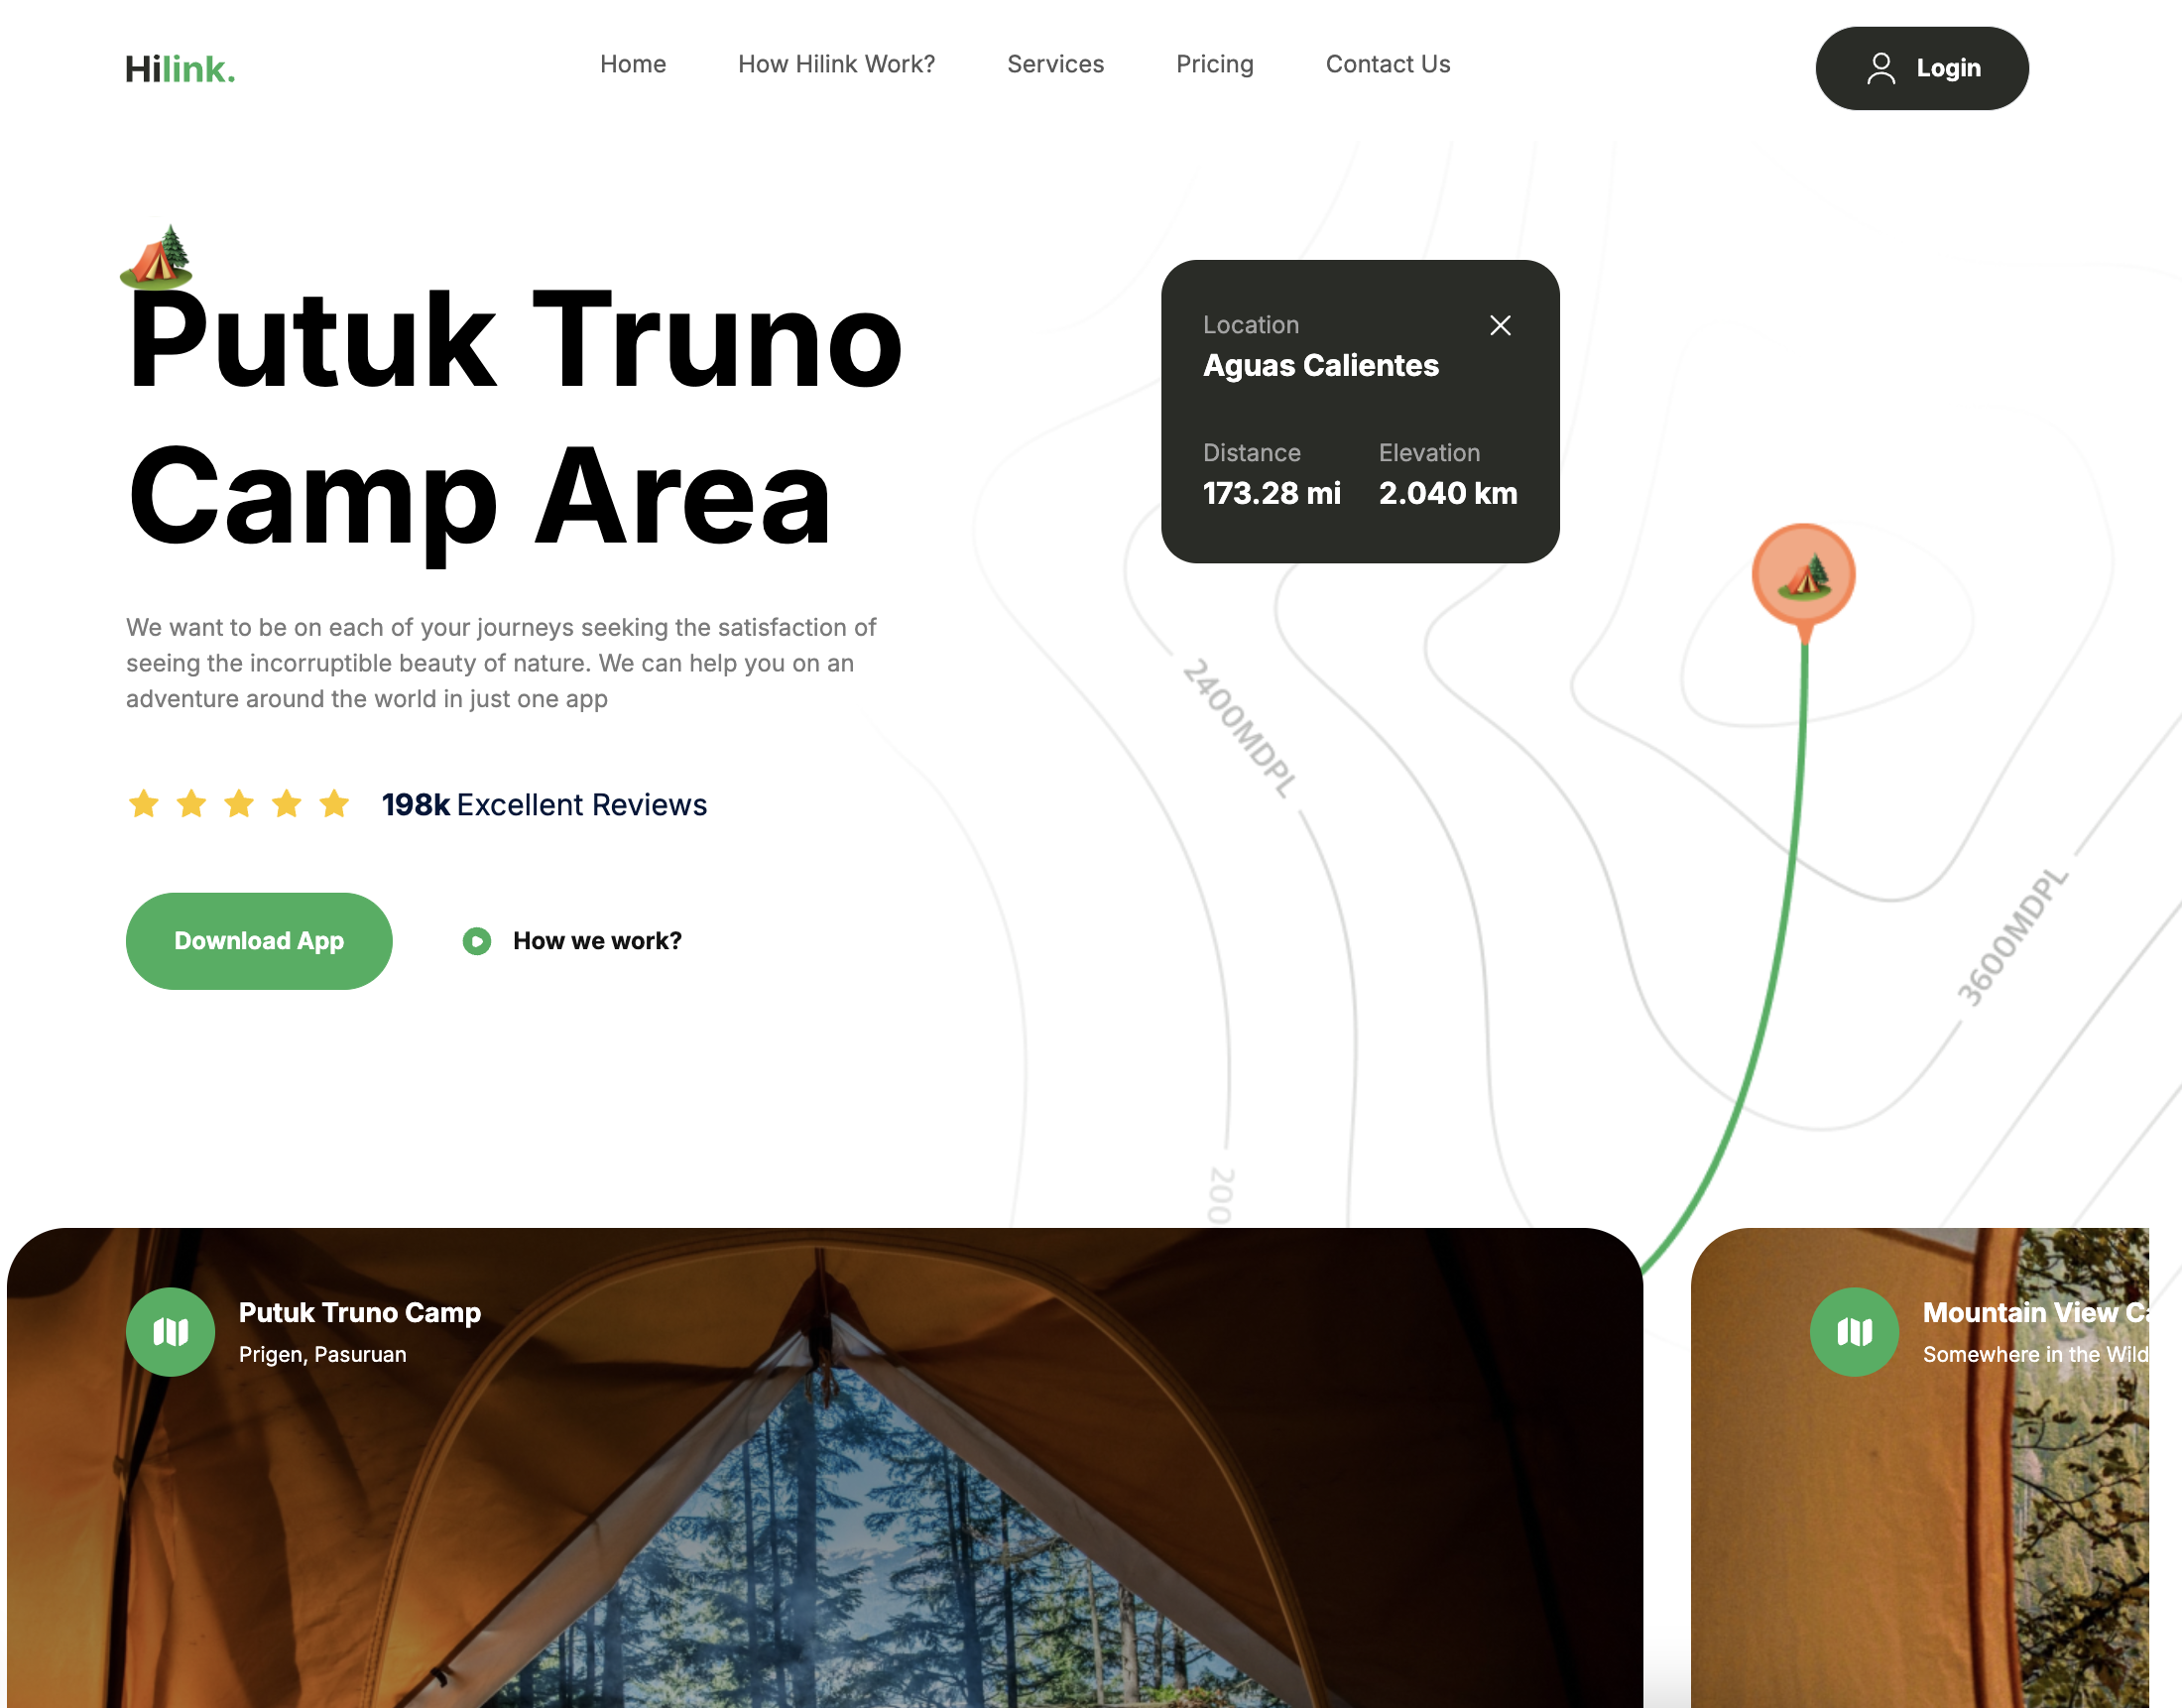 Hilink.
Home
How Hilink Work?
Services
Pricing
Contact Us
Login
Putuk Truno
Camp Area
We want to be on each of your journeys seeking the satisfaction of
seeing the incorruptible beauty of nature. We can help you on an
adventure around the world in just one app
198k Excellent Reviews
Download App
How we work?
Location
Aguas Calientes
Distance
Elevation
173.28 mi
2.040 km
2400MDPL
3600MDPL
200
Putuk Truno Camp
Prigen, Pasuruan
Mountain View Ca
Somewhere in the Wild